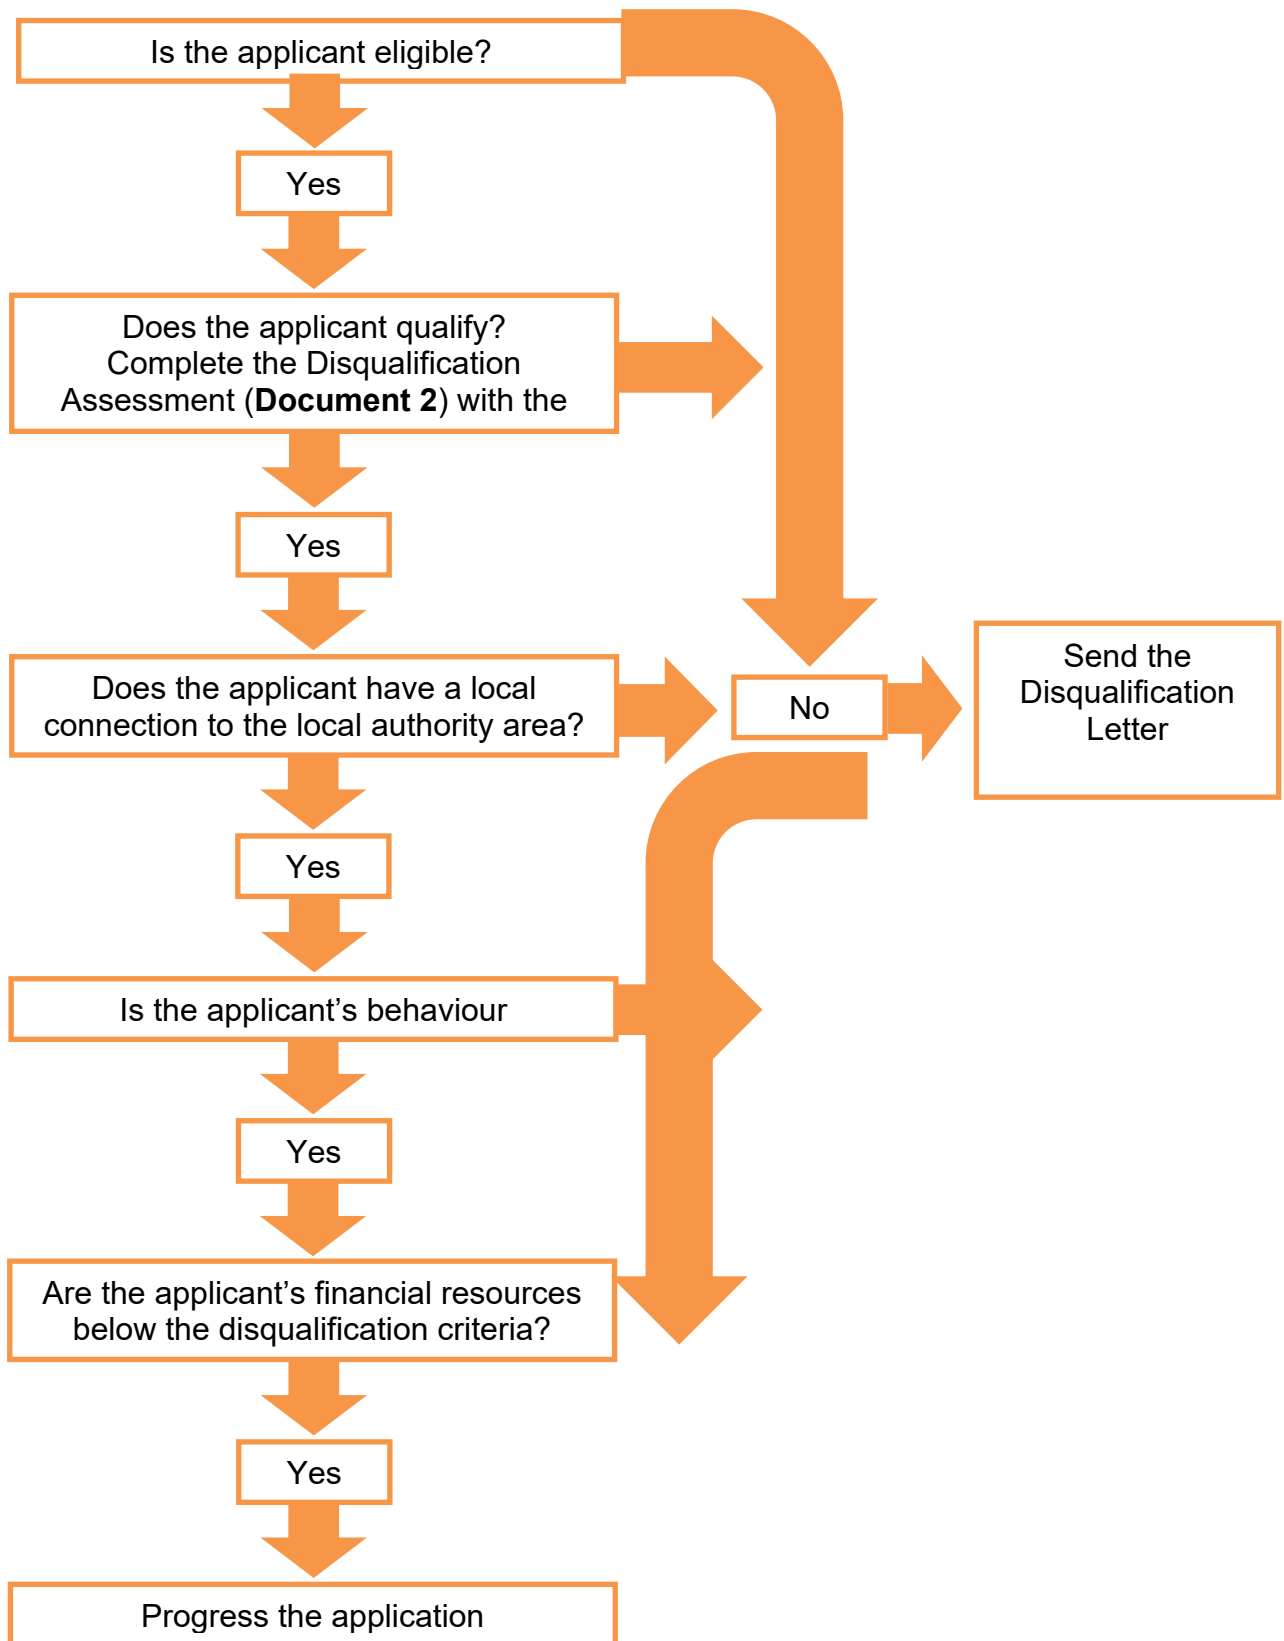 Is the applicant eligible?
Yes
Does the applicant qualify?
Complete the Disqualification
Assessment (Document 2) with the
Yes
Does the applicant have a local
connection to the local authority area?
No
Send the
Disqualification
Letter
Yes
Is the applicant’s behaviour
Yes
Are the applicant’s financial resources
below the disqualification criteria?
Yes
Progress the application